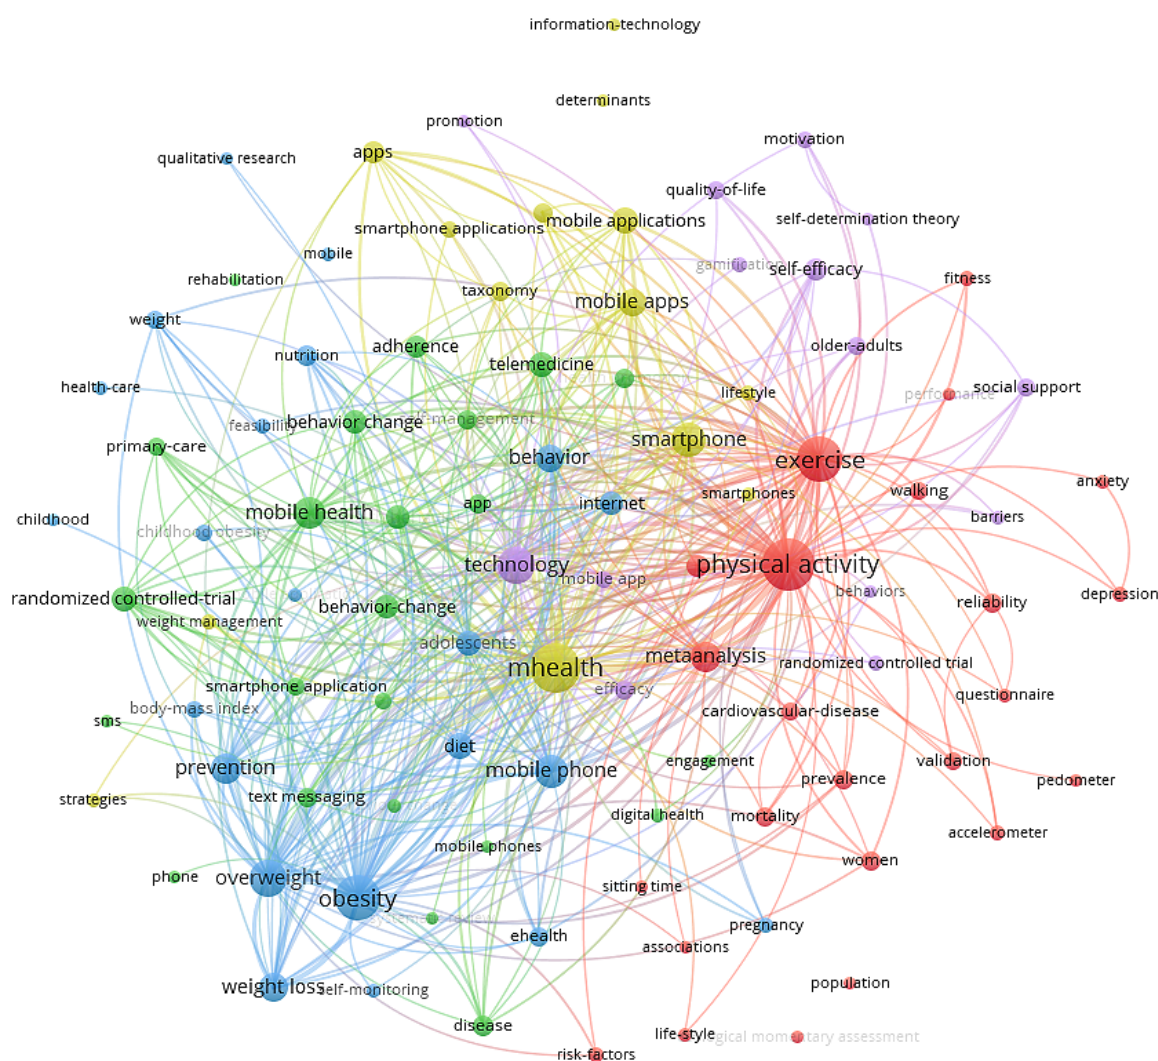 information-technology
determinants
promotion
motivation
apps
qualitative research
quality-of-life
mobile applications
self-determination theory
smartphone applications
mobile
gamification
self-efficacy
rehabilitation
fitness
taxonomy
mobile apps
weight
adherence
older-adults
nutrition
telemedicine
health-care
social support
lifestyle
performance
feasibility
behavior change
self-management
smartphone
primary-care
behavior
exercise
anxiety
smartphones
walking
app
internet
mobile health
barriers
childhood
childhood obesity
technology
physical activity
mobile app
behaviors
depression
randomized controlled-trial
behavior-change
reliability
weight management
adolescents
metaanalysis
mhealth
randomized controlled trial
smartphone application
efficacy
questionnaire
body-mass index
cardiovascular-disease
sms
diet
engagement
validation
prevention
mobile phone
prevalence
pedometer
strategies
text messaging
digital health
mortality
accelerometer
mobile phones
women
phone
overweight
sitting time
obesity
systematic review
pregnancy
ehealth
associations
population
weight loss
self-monitoring
disease
life-style
momentary assessment
risk-factors